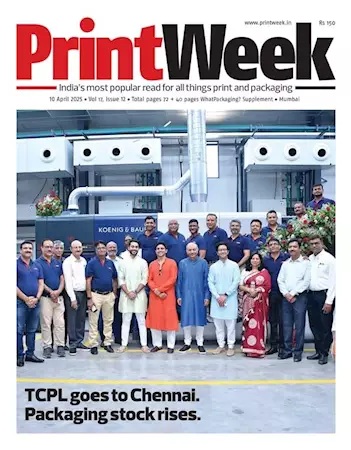 www.printweek.in
Rs 150
PrintWeek
India's most popular read for all things print and packaging
10 April 2025 • Vol 17, Issue 12 • Total pages 72 + 40 pages WhatPackaging? Supplement • Mumbai
KOENIG & BAU
TCPL goes to Chennai.
Packaging stock rises.